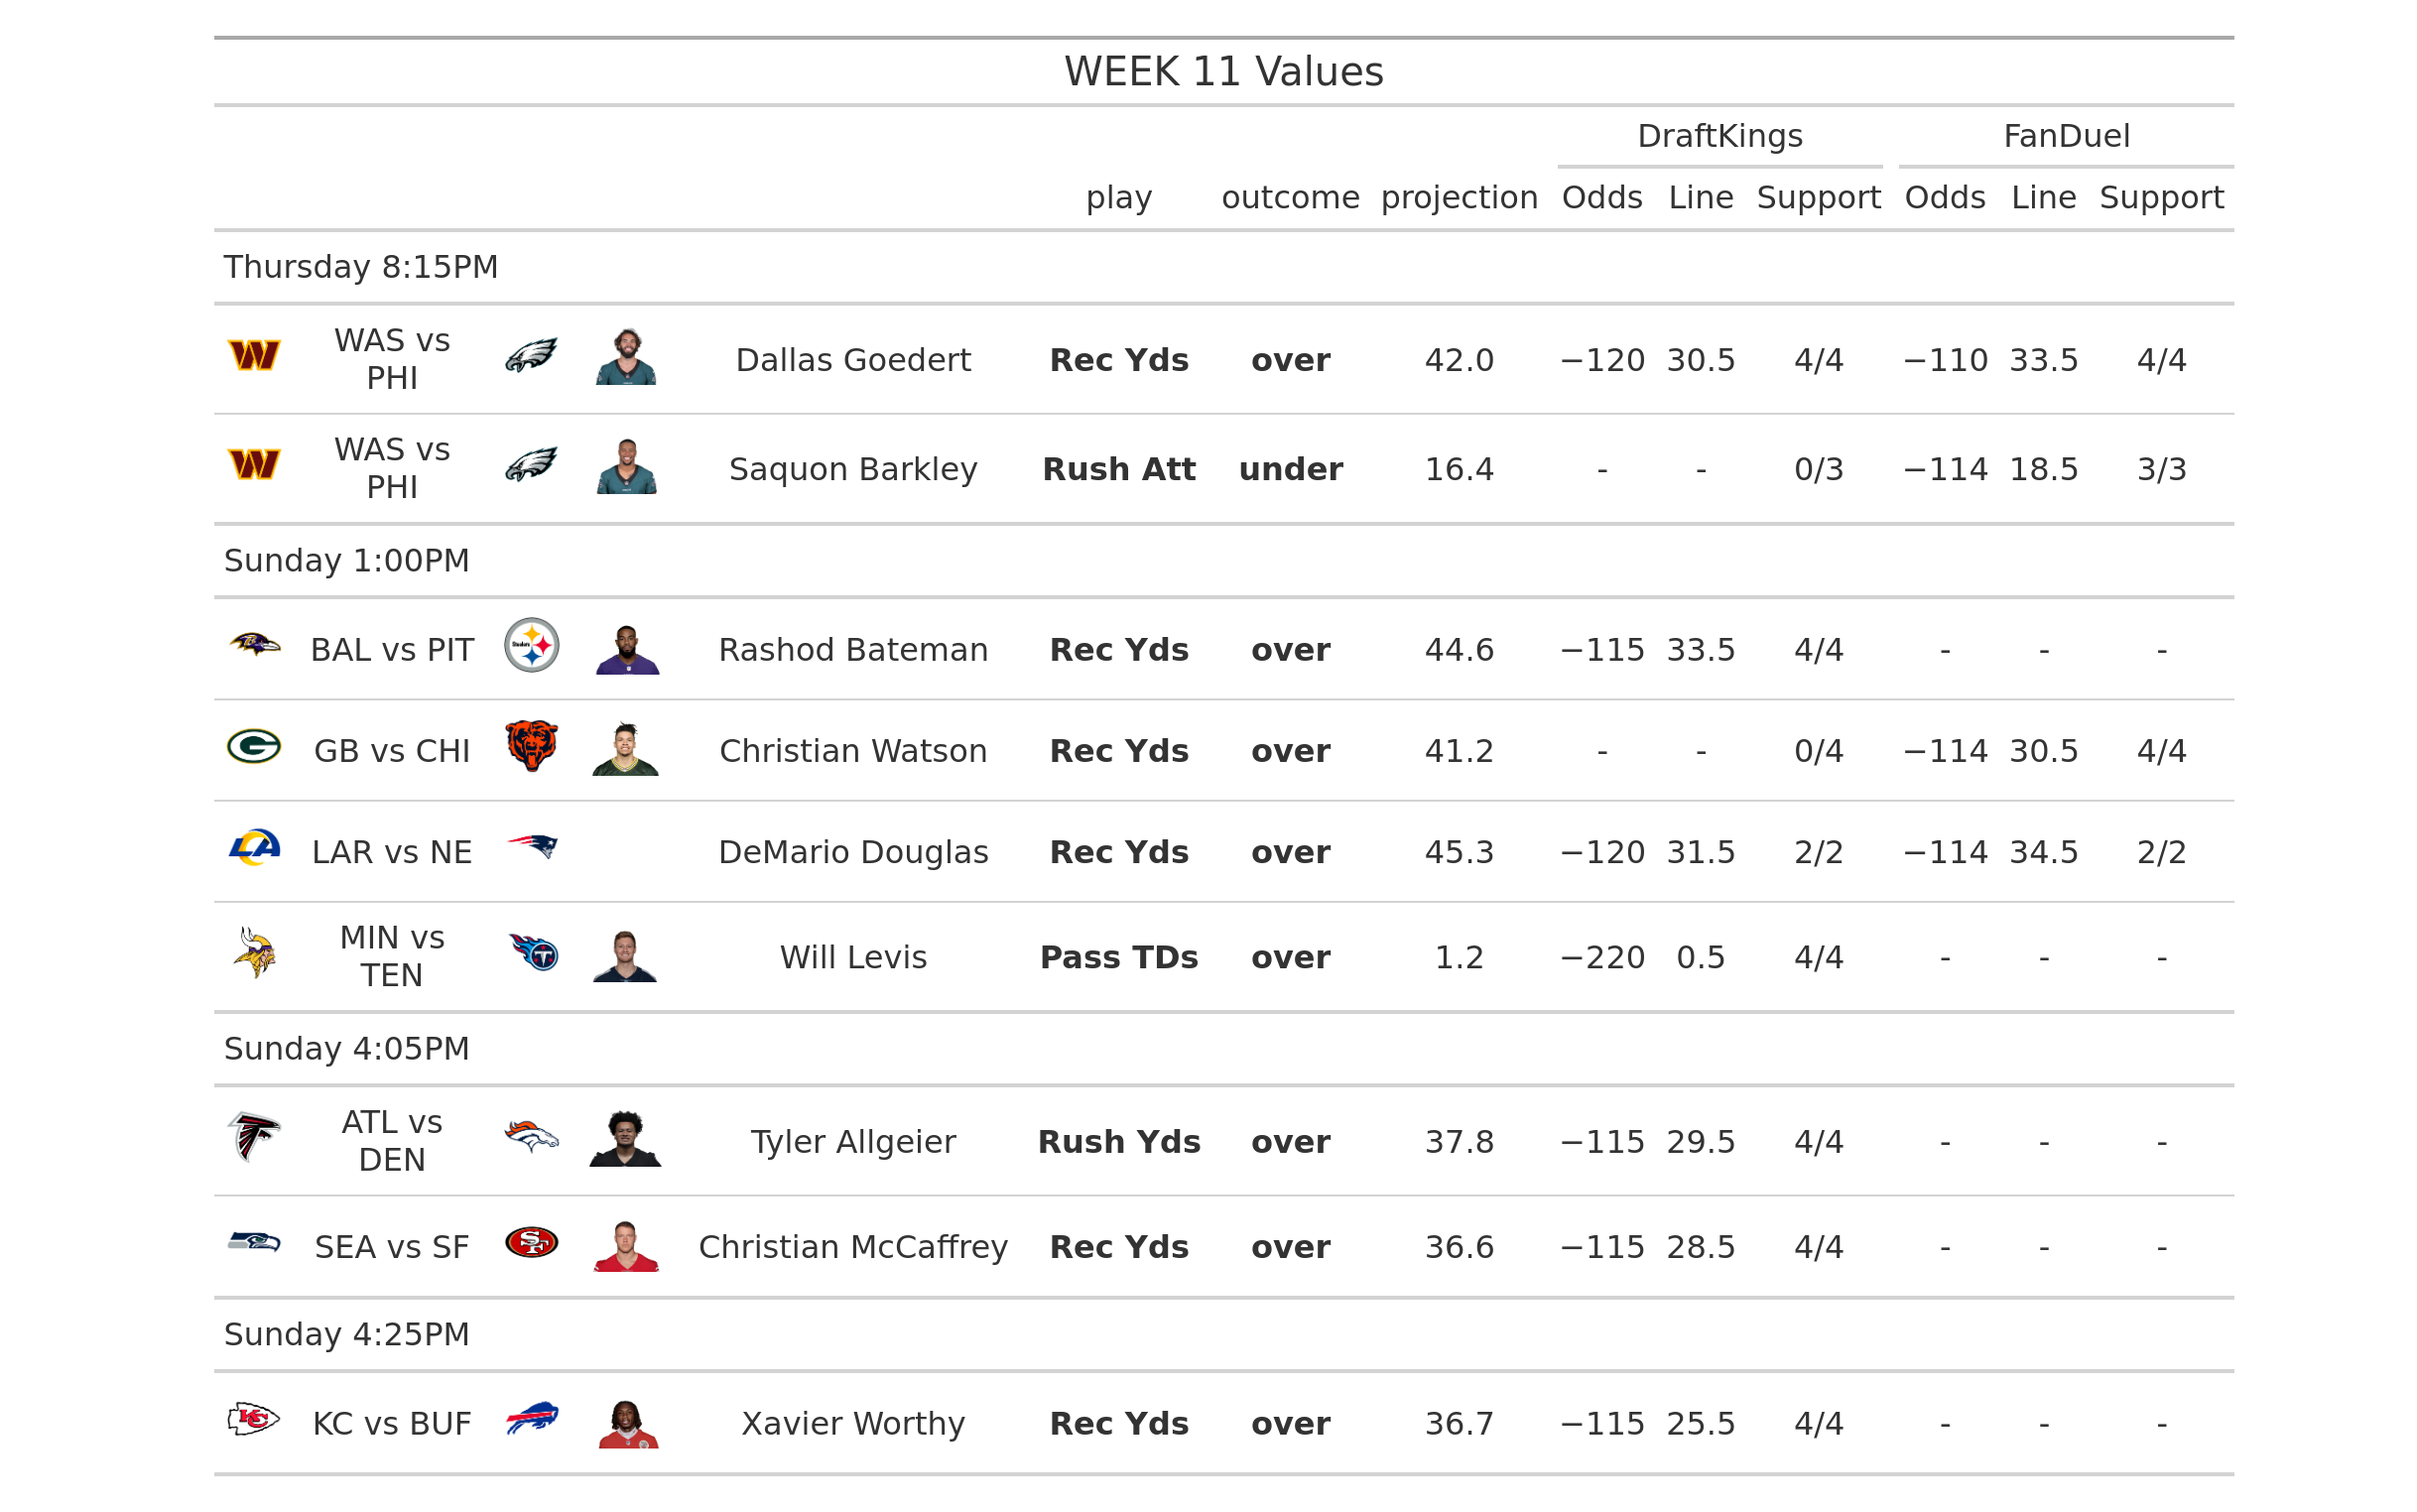 WEEK 11 Values
DraftKings FanDuel
play outcome projection Odds Line Support Odds Line Support
Thursday 8:15PM
WAS vs
PHI
Dallas Goedert Rec Yds over 42.0 −120 30.5 4/4 −110 33.5 4/4
WAS vs
PHI
Saquon Barkley Rush Att under 16.4 - - 0/3 −114 18.5 3/3
Sunday 1:00PM
BAL vs PIT Steelers Rashod Bateman Rec Yds over 44.6 −115 33.5 4/4 - - -
GB vs CHI Christian Watson Rec Yds over 41.2 - - 0/4 −114 30.5 4/4
LAR vs NE DeMario Douglas Rec Yds over 45.3 −120 31.5 2/2 −114 34.5 2/2
MIN vs
TEN
Will Levis Pass TDs over 1.2 −220 0.5 4/4 - - -
Sunday 4:05PM
ATL vs
DEN
Tyler Allgeier Rush Yds over 37.8 −115 29.5 4/4 - - -
SEA vs SF Christian McCaffrey Rec Yds over 36.6 −115 28.5 4/4 - - -
Sunday 4:25PM
KC vs BUF Xavier Worthy Rec Yds over 36.7 −115 25.5 4/4 - - -